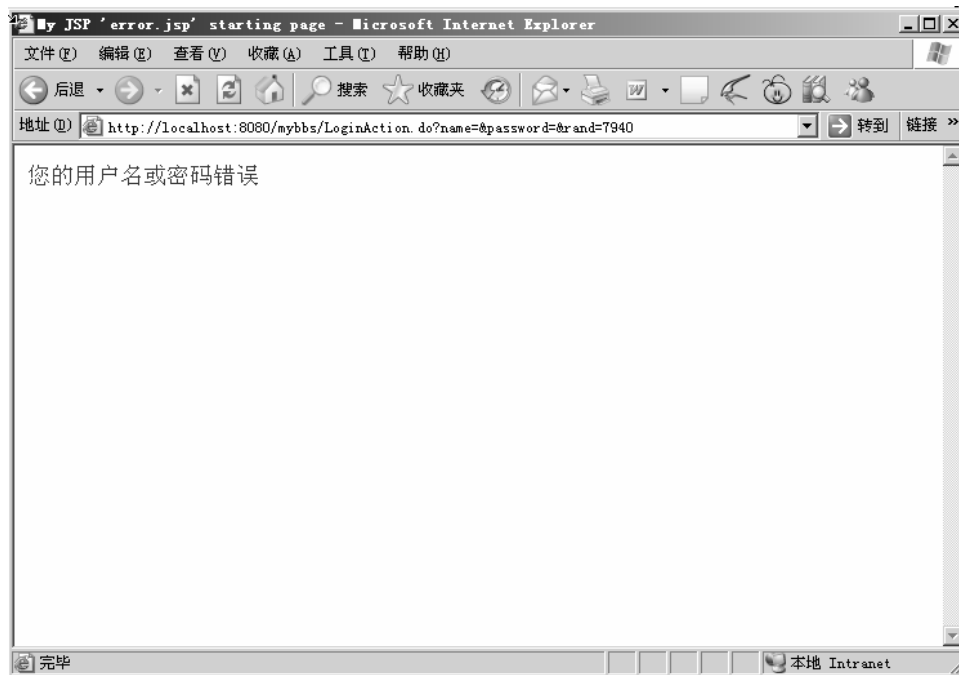 My JSP 'error.jsp' starting page - Microsoft Internet Explorer
文件(F) 编辑(E) 查看(V) 收藏(A) 工具(T) 帮助(H)
后退 搜索 收藏夹
地址(D) http://localhost:8080/mybbs/LoginAction.do?name=&password=&rand=7940 转到 链接 »
您的用户名或密码错误
完毕 本地 Intranet